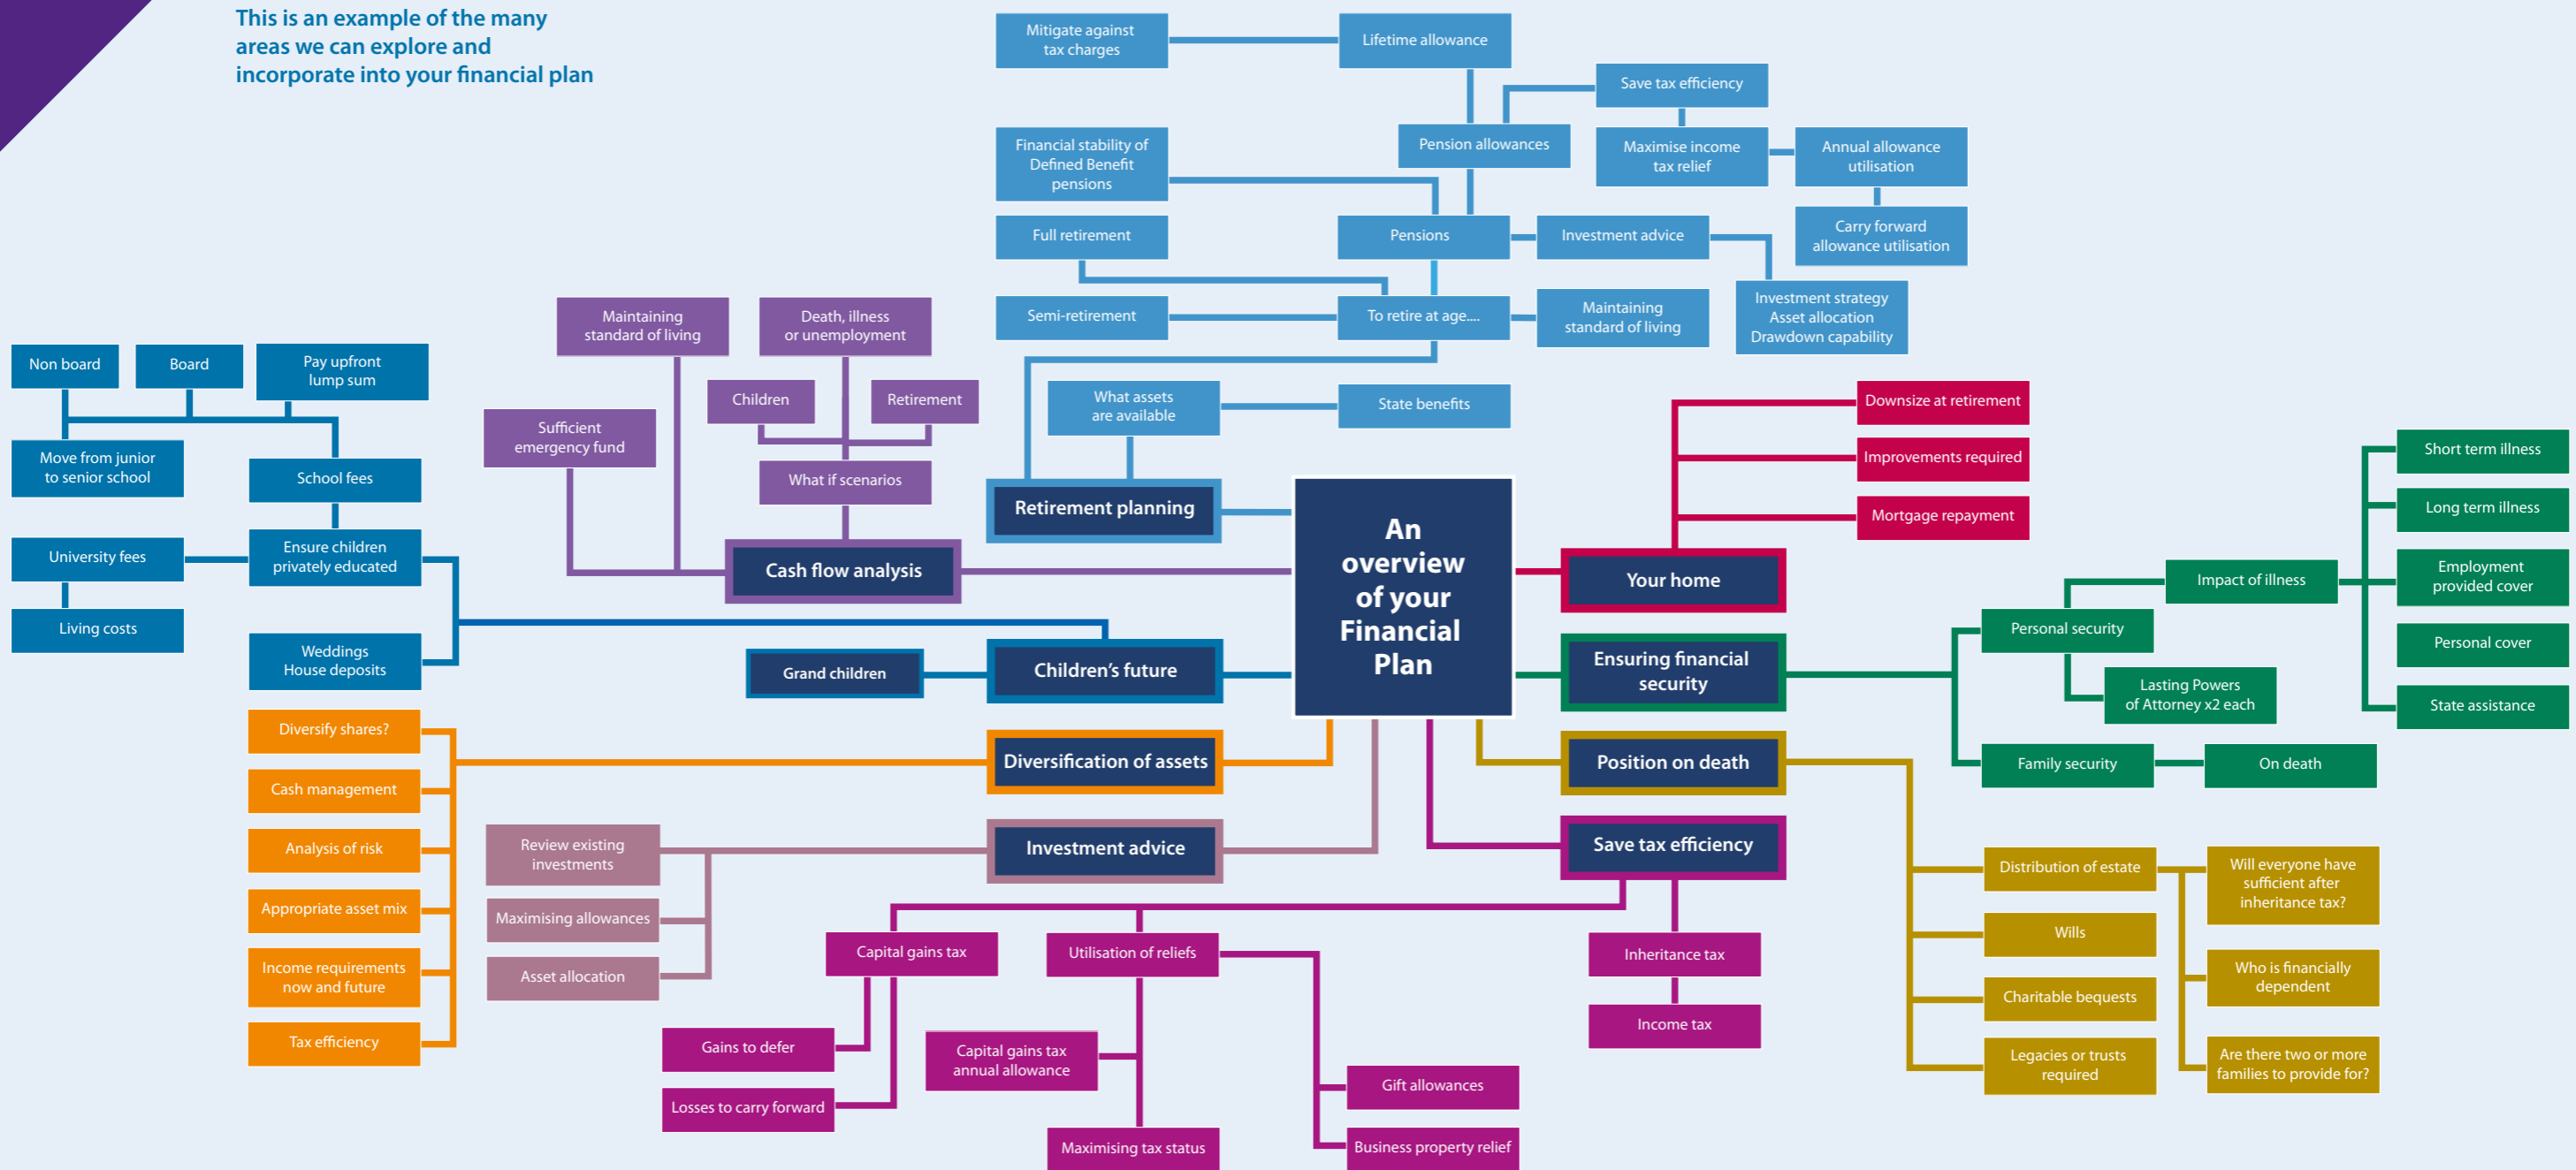 This is an example of the many
areas we can explore and
incorporate into your financial plan
Mitigate against
tax charges
Lifetime allowance
Save tax efficiency
Financial stability of
Defined Benefit
pensions
Pension allowances
Maximise income
tax relief
Annual allowance
utilisation
Full retirement
Pensions
Investment advice
Carry forward
allowance utilisation
Semi-retirement
To retire at age....
Maintaining
standard of living
Investment strategy
Asset allocation
Drawdown capability
What assets
are available
State benefits
Retirement planning
Maintaining
standard of living
Death, illness
or unemployment
Children
Retirement
Sufficient
emergency fund
What if scenarios
Cash flow analysis
Non board
Board
Pay upfront
lump sum
Move from junior
to senior school
School fees
University fees
Ensure children
privately educated
Living costs
Weddings
House deposits
Grand children
Children's future
An
overview
of your
Financial
Plan
Downsize at retirement
Improvements required
Mortgage repayment
Your home
Ensuring financial
security
Personal security
Impact of illness
Short term illness
Long term illness
Employment
provided cover
Personal cover
State assistance
Lasting Powers
of Attorney x2 each
Family security
On death
Diversify shares?
Cash management
Analysis of risk
Appropriate asset mix
Income requirements
now and future
Tax efficiency
Diversification of assets
Review existing
investments
Maximising allowances
Asset allocation
Investment advice
Position on death
Distribution of estate
Wills
Charitable bequests
Legacies or trusts
required
Will everyone have
sufficient after
inheritance tax?
Who is financially
dependent
Are there two or more
families to provide for?
Save tax efficiency
Capital gains tax
Utilisation of reliefs
Inheritance tax
Income tax
Gains to defer
Losses to carry forward
Capital gains tax
annual allowance
Maximising tax status
Gift allowances
Business property relief